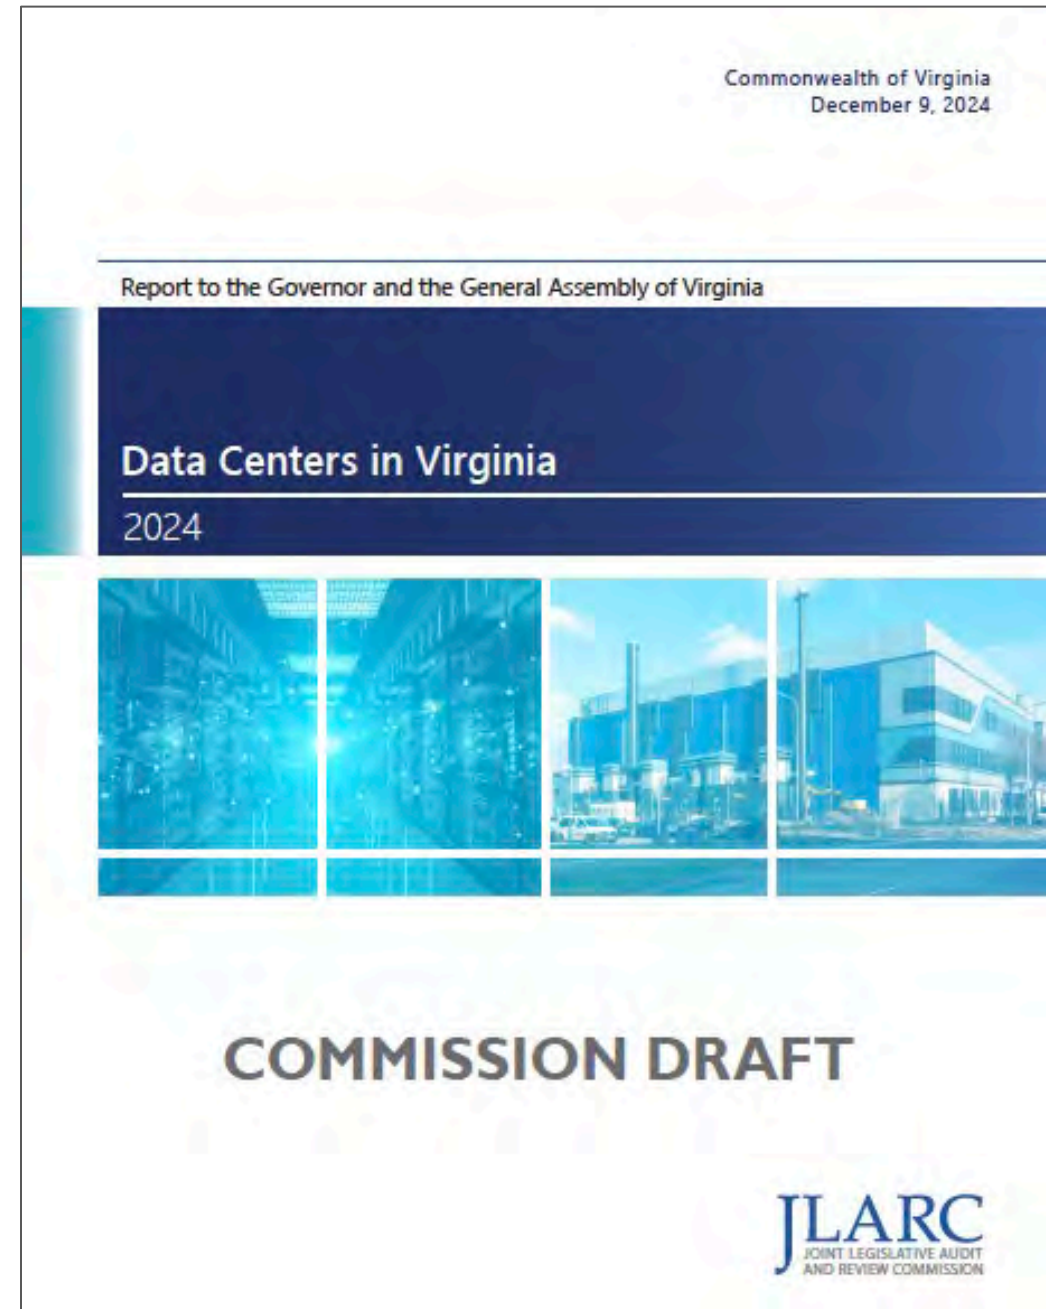 Commonwealth of Virginia
December 9, 2024
Report to the Governor and the General Assembly of Virginia
Data Centers in Virginia
2024
COMMISSION DRAFT
JLARC
JOINT LEGISLATIVE AUDIT
AND REVIEW COMMISSION